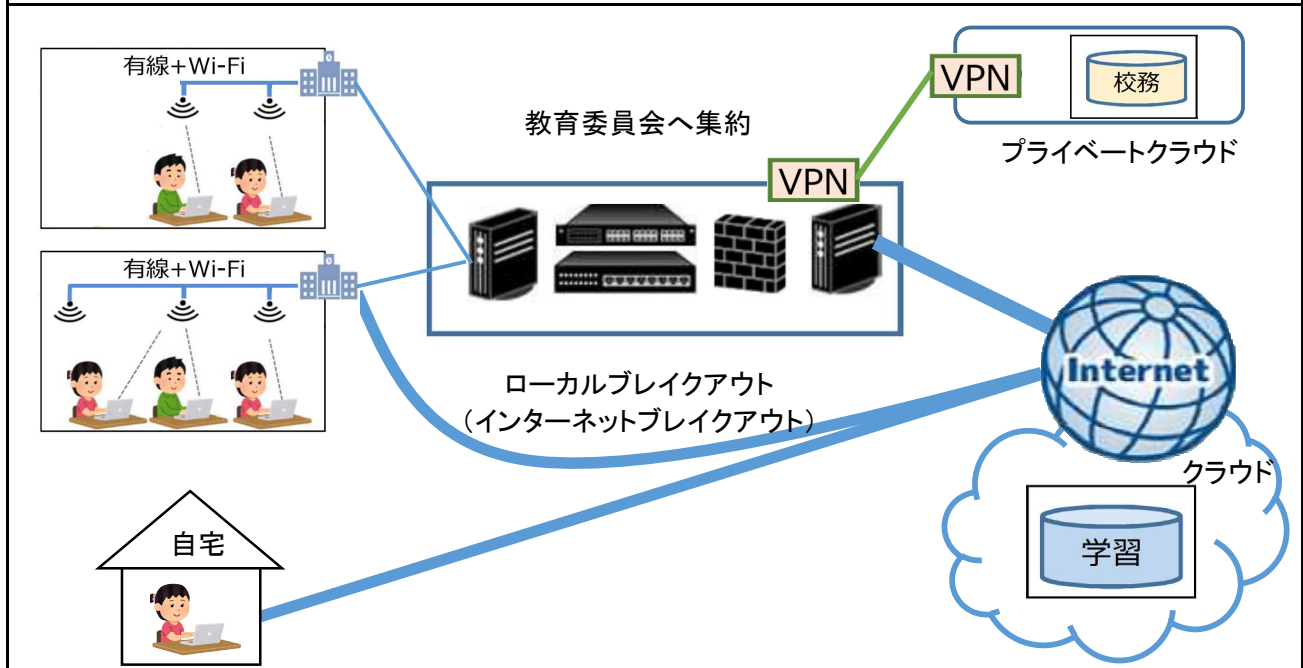 有線+Wi-Fi
教育委員会へ集約
VPN
校務
プライベートクラウド
VPN
有線+Wi-Fi
ローカルブレイクアウト
（インターネットブレイクアウト）
Internet
クラウド
学習
自宅